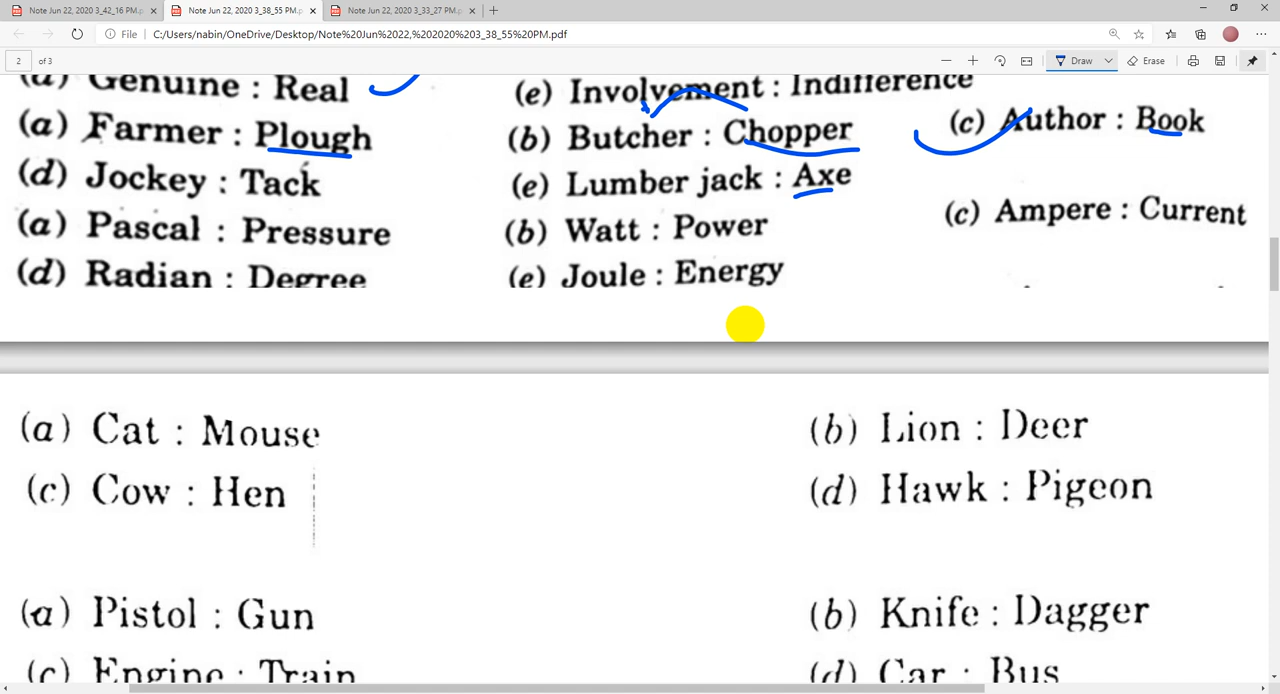 Note Jun 22, 2020 3_42_16 PM.p
Note Jun 22, 2020 3_38_55 PM.p
Note Jun 22, 2020 3_33_27 PM.p
File C:/Users/nabin/OneDrive/Desktop/Note%20Jun%2022,%202020%203_38_55%20PM.pdf
2 of 3
Draw Erase
(d) Genuine : Real (e) Involvement : Indifference
(a) Farmer : Plough (b) Butcher : Chopper (c) Author : Book
(d) Jockey : Tack (e) Lumber jack : Axe
(a) Pascal : Pressure (b) Watt : Power (c) Ampere : Current
(d) Radian : Degree (e) Joule : Energy
(a) Cat : Mouse (b) Lion : Deer
(c) Cow : Hen (d) Hawk : Pigeon
(a) Pistol : Gun (b) Knife : Dagger
(c) Engine : Train (d) Car : Bus